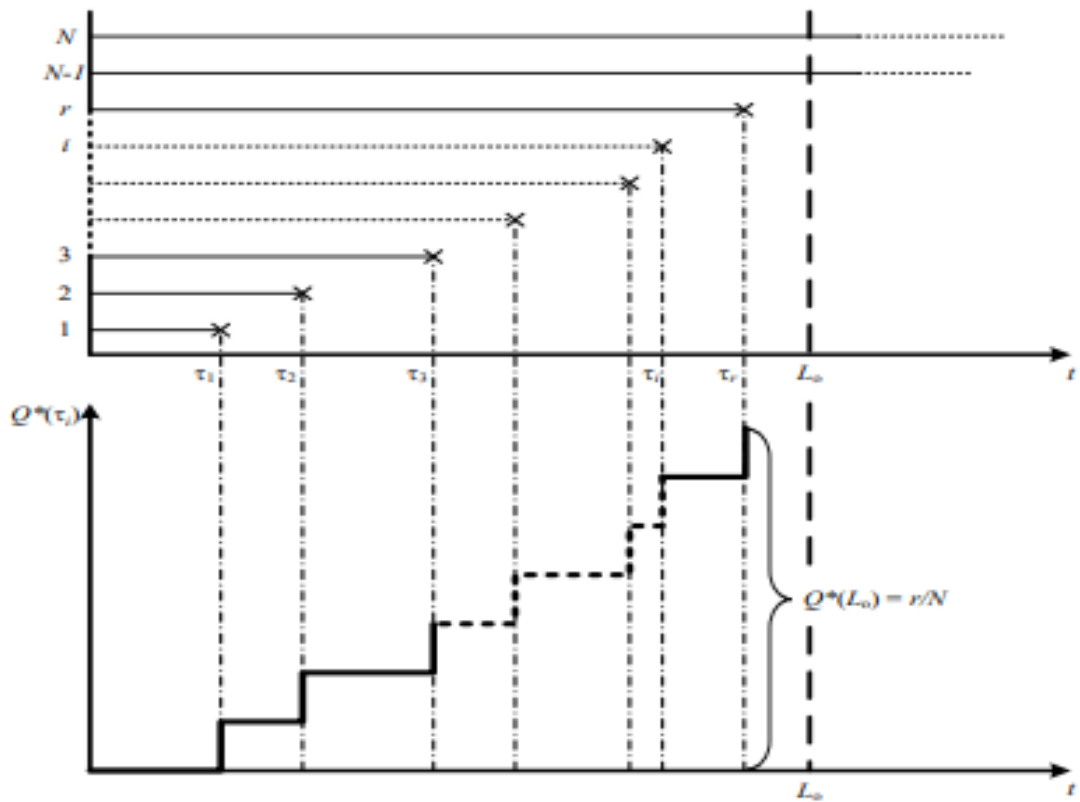 N
N-1
r
i
3
2
1
τ₁ τ₂ τ₃ τᵢ τᵣ Lₒ t
Q*(τᵢ)
Q*(Lₒ) = r/N
Lₒ t